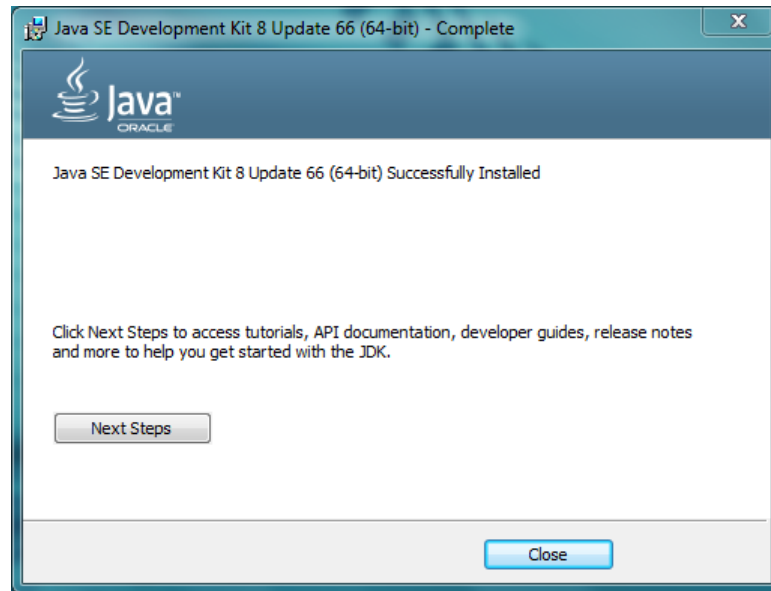 Java SE Development Kit 8 Update 66 (64-bit) - Complete
Java™
ORACLE
Java SE Development Kit 8 Update 66 (64-bit) Successfully Installed
Click Next Steps to access tutorials, API documentation, developer guides, release notes
and more to help you get started with the JDK.
Next Steps
Close